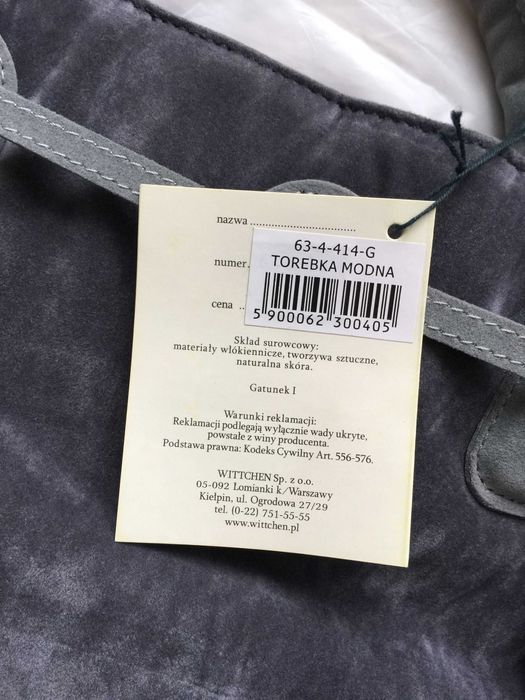 nazwa ....................................
numer.
63-4-414-G
TOREBKA MODNA
cena ..
5 900062 300405
Skład surowcowy:
materiały włókiennicze, tworzywa sztuczne,
naturalna skóra.
Gatunek I
Warunki reklamacji:
Reklamacji podlegają wyłącznie wady ukryte,
powstałe z winy producenta.
Podstawa prawna: Kodeks Cywilny Art. 556-576.
WITTCHEN Sp. z o.o.
05-092 Łomianki k/Warszawy
Kiełpin, ul. Ogrodowa 27/29
tel. (0-22) 751-55-55
www.wittchen.pl